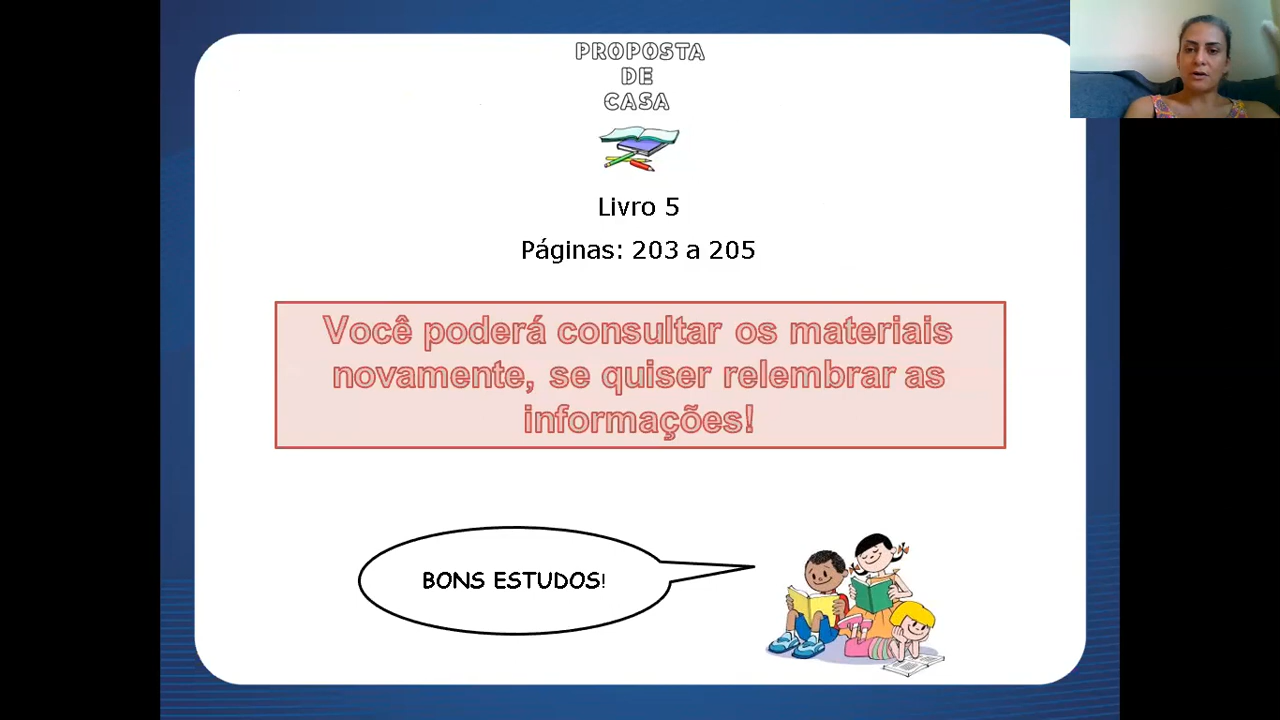 PROPOSTA
DE
CASA
Livro 5
Páginas: 203 a 205
Você poderá consultar os materiais
novamente, se quiser relembrar as
informações!
BONS ESTUDOS!